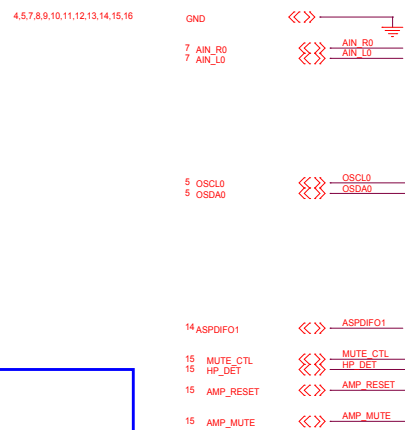 4,5,7,8,9,10,11,12,13,14,15,16 GND
7 AIN_R0 AIN_R0
7 AIN_L0 AIN_L0
5 OSCL0 OSCL0
5 OSDA0 OSDA0
14 ASPDIFO1 ASPDIFO1
15 MUTE_CTL MUTE_CTL
15 HP_DET HP_DET
15 AMP_RESET AMP_RESET
15 AMP_MUTE AMP_MUTE